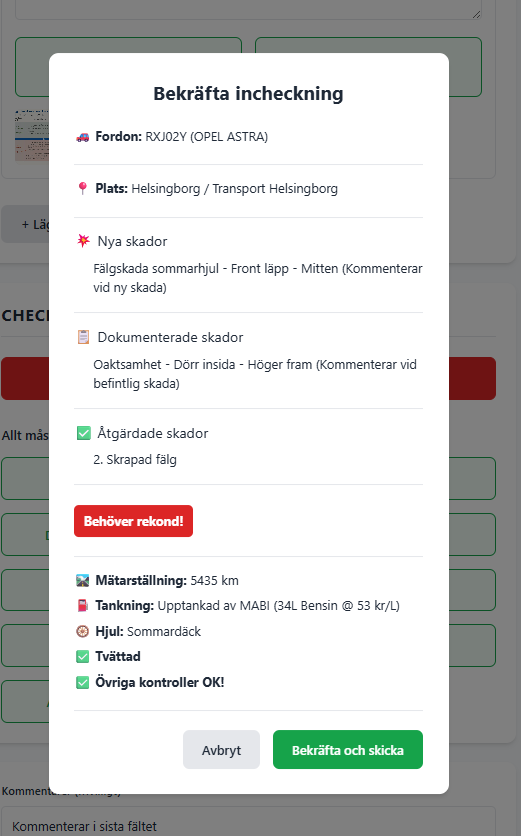 Bekräfta incheckning
Fordon: RXJ02Y (OPEL ASTRA)
Plats: Helsingborg / Transport Helsingborg
+ Läg
Nya skador
Fälgskada sommarhjul - Front läpp - Mitten (Kommenterar
vid ny skada)
CHECK
Dokumenterade skador
Oaktsamhet - Dörr insida - Höger fram (Kommenterar vid
befintlig skada)
Allt mås
Åtgärdade skador
2. Skrapad fälg
Behöver rekond!
Mätarställning: 5435 km
Tankning: Upptankad av MABI (34L Bensin @ 53 kr/L)
Hjul: Sommardäck
Tvättad
Övriga kontroller OK!
Avbryt
Bekräfta och skicka
Kommentarer i sista fältet